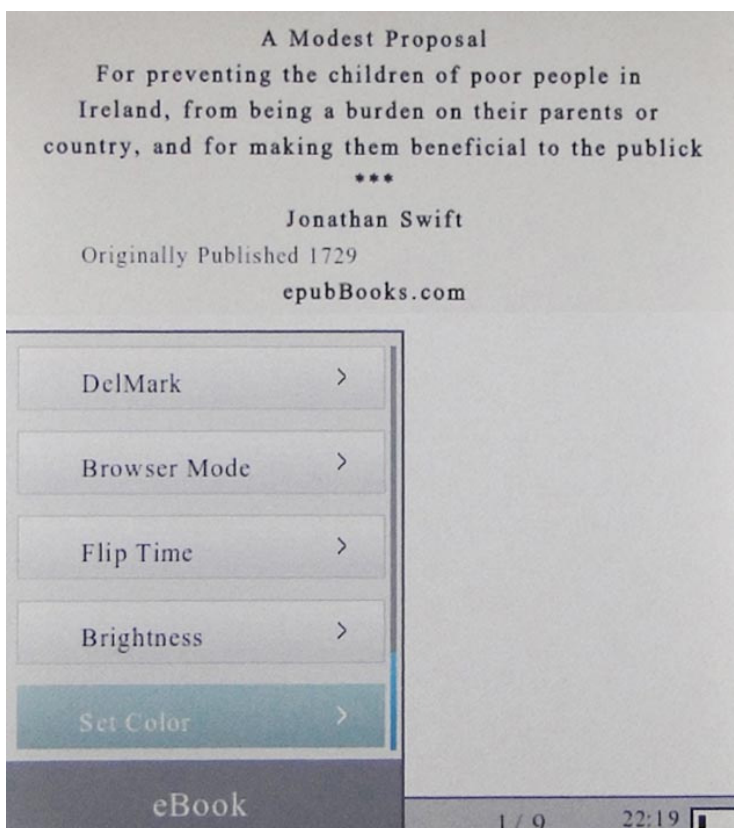 A Modest Proposal
For preventing the children of poor people in
Ireland, from being a burden on their parents or
country, and for making them beneficial to the publick
***
Jonathan Swift
Originally Published 1729
epubBooks.com
DelMark
Browser Mode
Flip Time
Brightness
Set Color
eBook
1 / 9
22:19